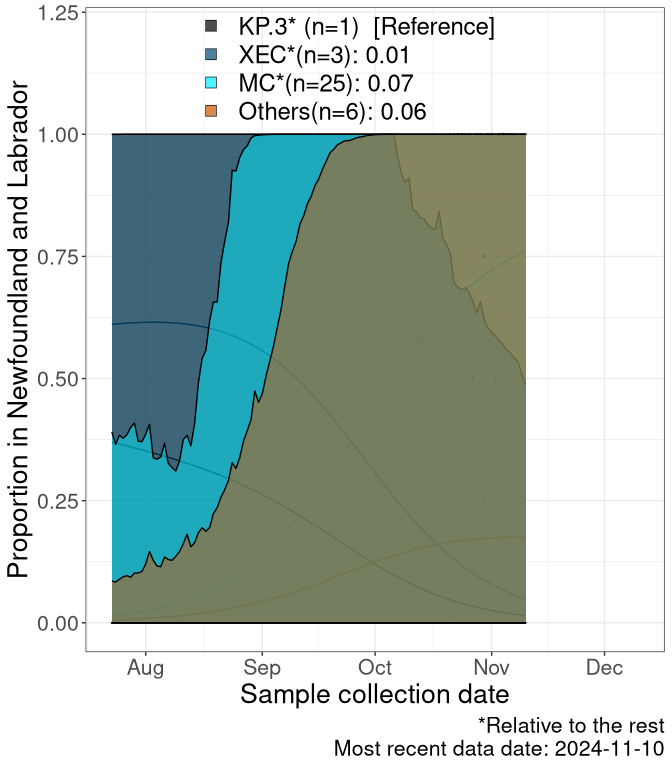 KP.3* (n=1)  [Reference]
XEC*(n=3): 0.01
MC*(n=25): 0.07
Others(n=6): 0.06
Proportion in Newfoundland and Labrador
1.25
1.00
0.75
0.50
0.25
0.00
Aug Sep Oct Nov Dec
Sample collection date
*Relative to the rest
Most recent data date: 2024-11-10